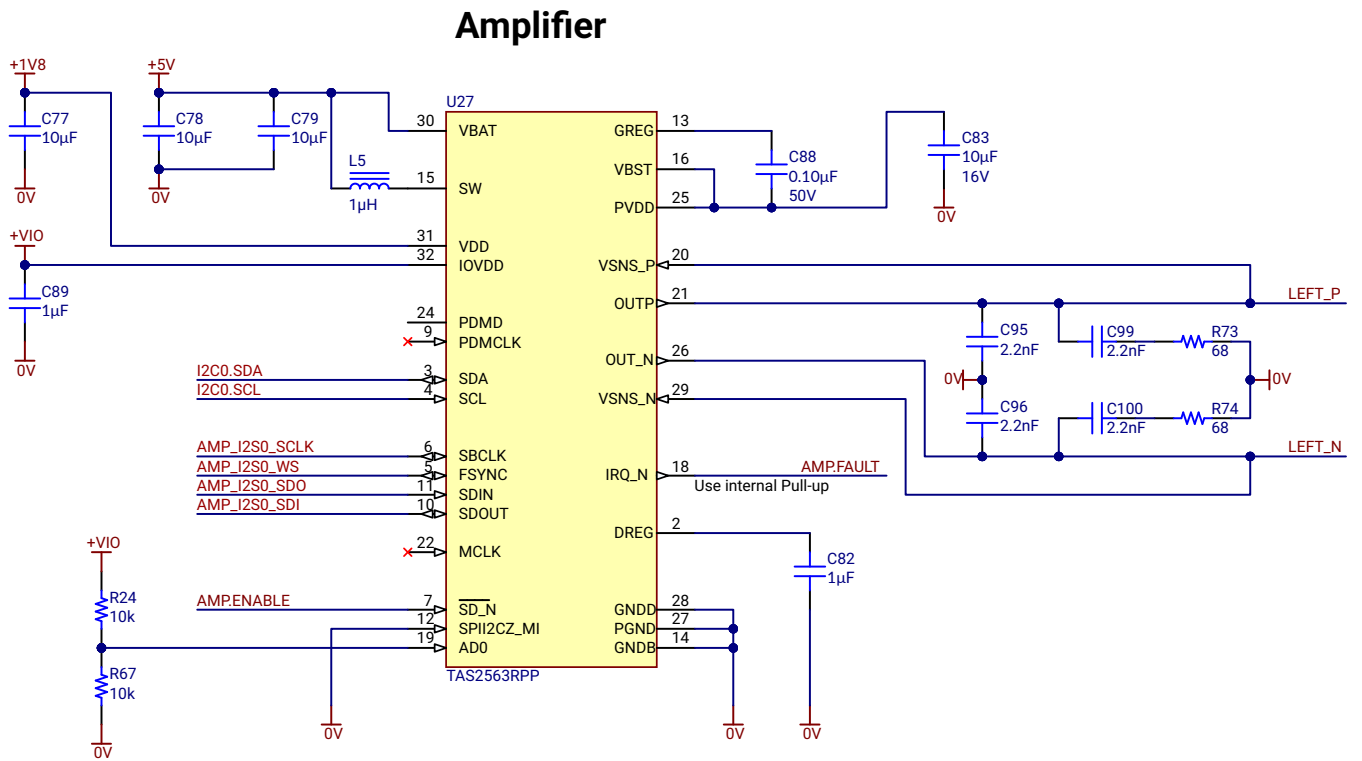 Amplifier
+1V8
C77
10µF
0V
+5V
C78
10µF
C79
10µF
0V
L5
1µH
+VIO
C89
1µF
0V
U27
30 VBAT
15 SW
31 VDD
32 IOVDD
24 PDMD
9 PDMCLK
I2C0.SDA 3 SDA
I2C0.SCL 4 SCL
AMP_I2S0_SCLK 6 SBCLK
AMP_I2S0_WS 5 FSYNC
AMP_I2S0_SDO 11 SDIN
AMP_I2S0_SDI 10 SDOUT
22 MCLK
AMP.ENABLE 7 SD_N
12 SPII2CZ_MI
19 AD0
TAS2563RPP
+VIO
R24
10k
R67
10k
0V
0V
GREG 13
VBST 16
PVDD 25
VSNS_P 20
OUTP 21
OUT_N 26
VSNS_N 29
IRQ_N 18 AMP.FAULT
Use internal Pull-up
DREG 2
GNDD 28
PGND 27
GNDB 14
C88
0.10µF
50V
C83
10µF
16V
0V
LEFT_P
C95
2.2nF
C99
2.2nF
R73
68
0V
0V
C96
2.2nF
C100
2.2nF
R74
68
LEFT_N
C82
1µF
0V
0V